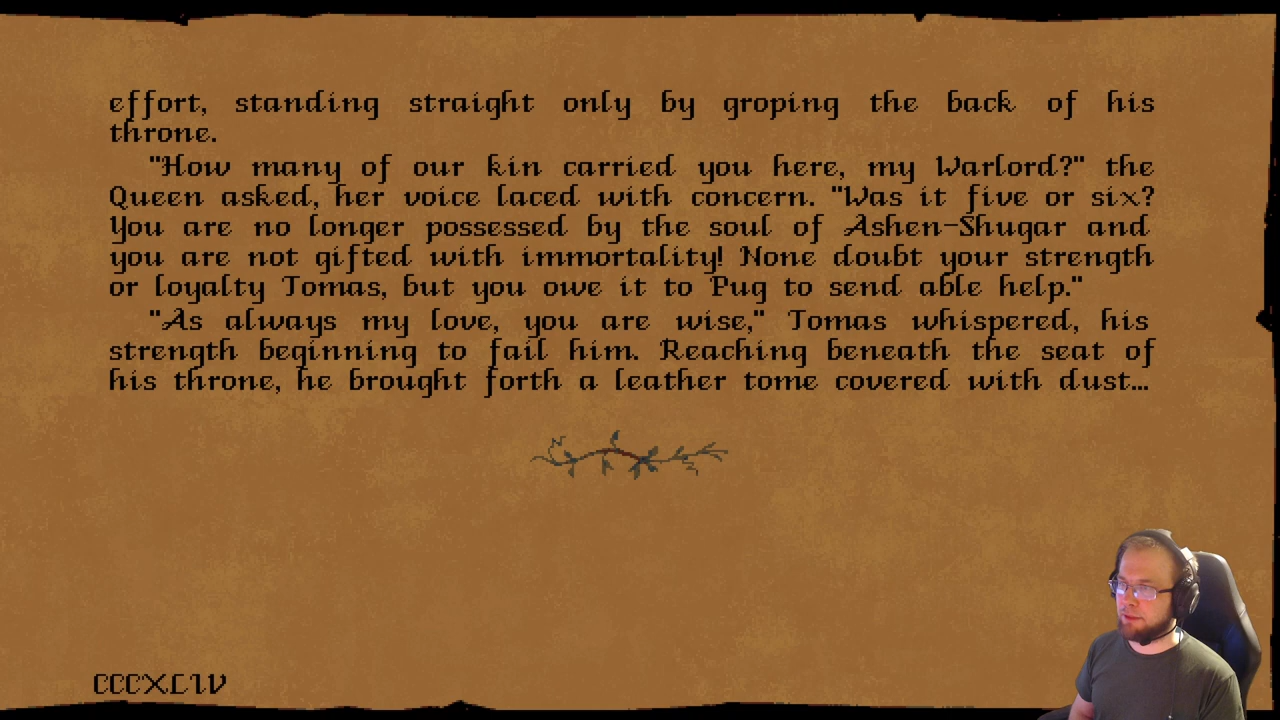 effort, standing straight only by groping the back of his
throne.
"How many of our kin carried you here, my Warlord?" the
Queen asked, her voice laced with concern. "Was it five or six?
You are no longer possessed by the soul of Ashen-Shugar and
you are not gifted with immortality! None doubt your strength
or loyalty Tomas, but you owe it to Pug to send able help."
"As always my love, you are wise," Tomas whispered, his
strength beginning to fail him. Reaching beneath the seat of
his throne, he brought forth a leather tome covered with dust...
CCCXLIV